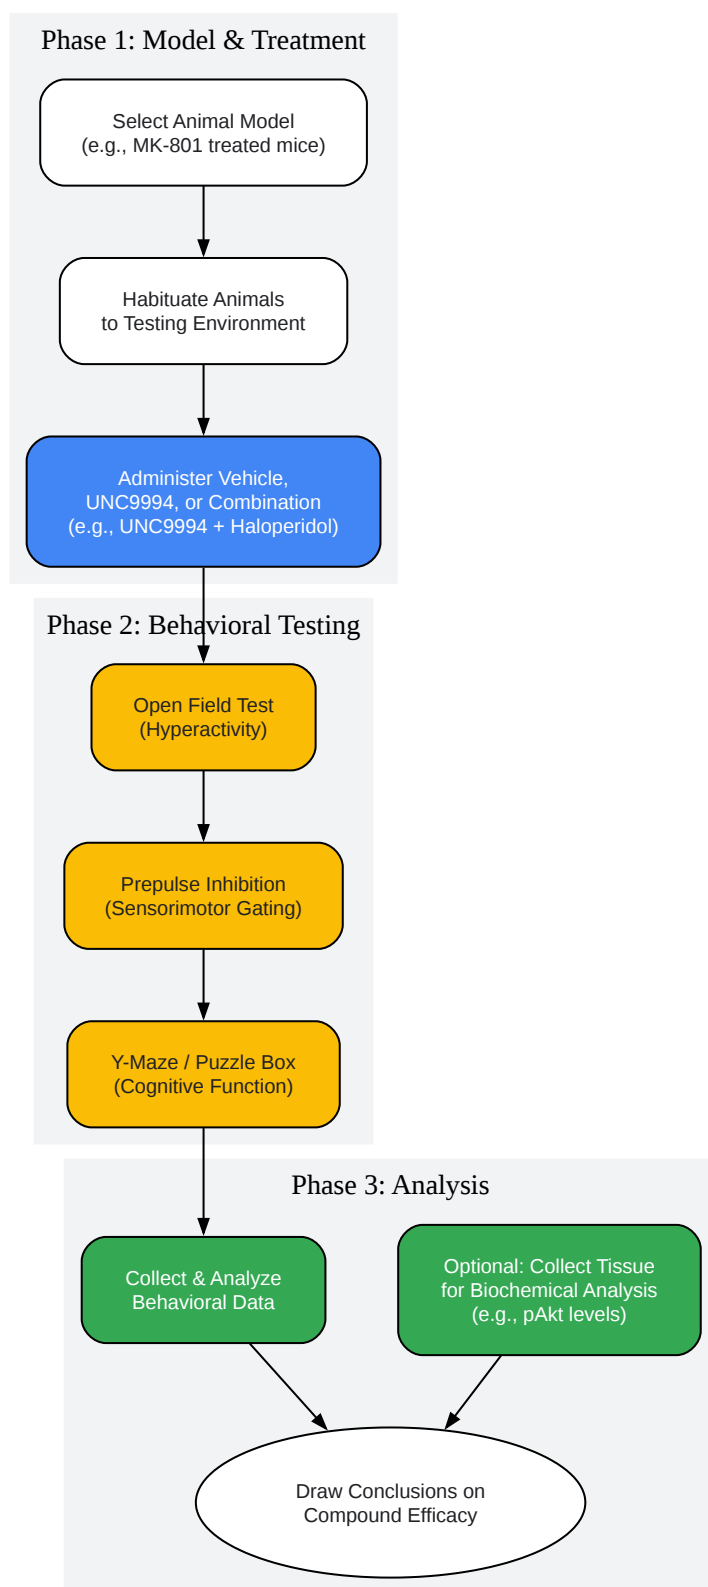 Phase 1: Model & Treatment
Select Animal Model
(e.g., MK-801 treated mice)
Habituate Animals
to Testing Environment
Administer Vehicle,
UNC9994, or Combination
(e.g., UNC9994 + Haloperidol)
Phase 2: Behavioral Testing
Open Field Test
(Hyperactivity)
Prepulse Inhibition
(Sensorimotor Gating)
Y-Maze / Puzzle Box
(Cognitive Function)
Phase 3: Analysis
Collect & Analyze
Behavioral Data
Optional: Collect Tissue
for Biochemical Analysis
(e.g., pAkt levels)
Draw Conclusions on
Compound Efficacy